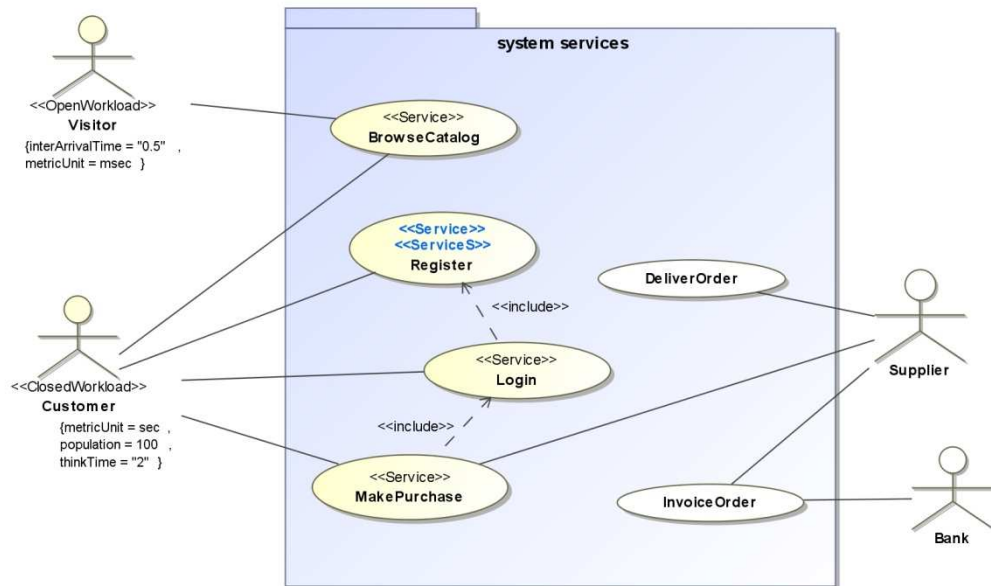 system services
<<OpenWorkload>>
Visitor
{interArrivalTime = "0.5" ,
metricUnit = msec }
<<Service>>
BrowseCatalog
<<Service>>
<<ServiceS>>
Register
DeliverOrder
<<include>>
<<ClosedWorkload>>
Customer
{metricUnit = sec ,
population = 100 ,
thinkTime = "2" }
<<Service>>
Login
Supplier
<<include>>
<<Service>>
MakePurchase
InvoiceOrder
Bank